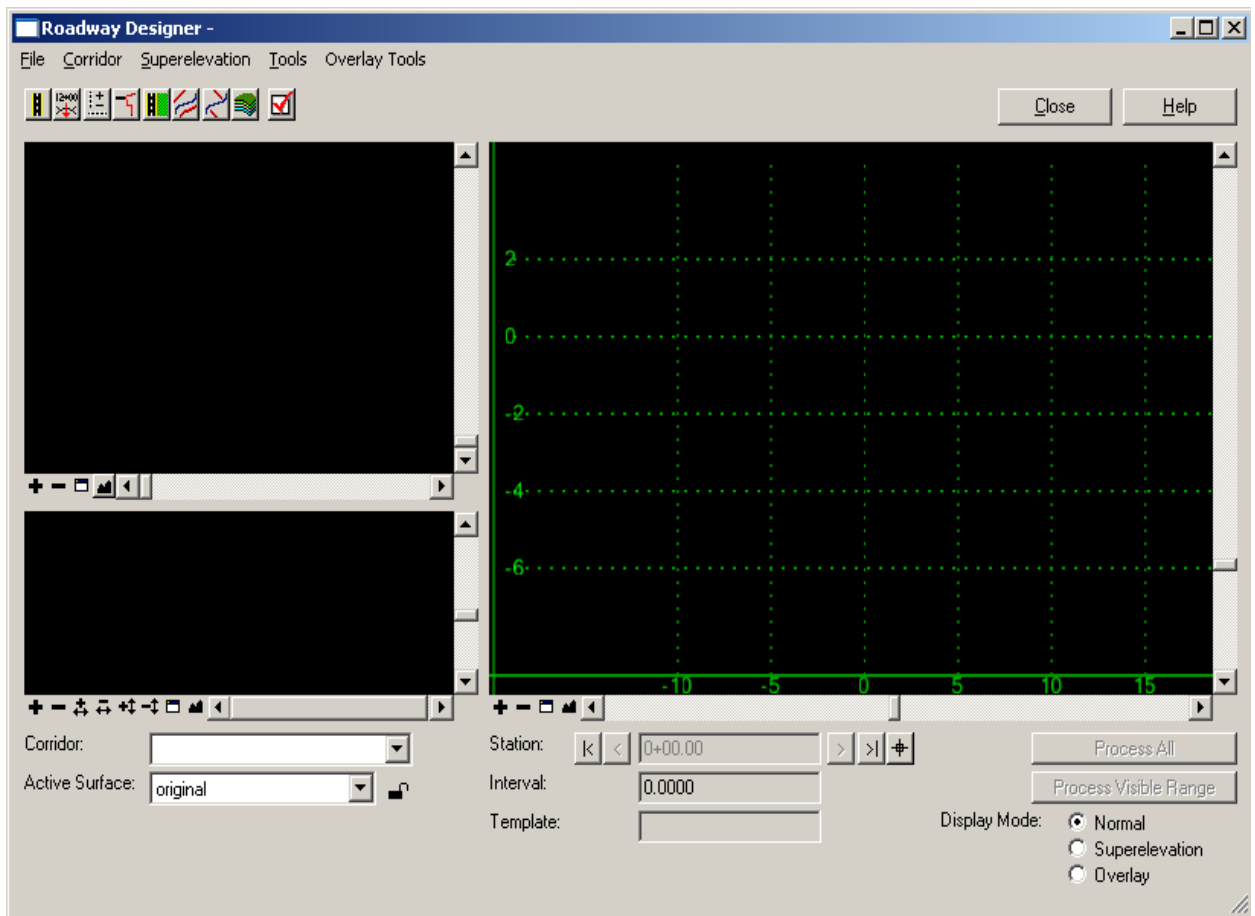 Roadway Designer -
File Corridor Superelevation Tools Overlay Tools
12+00
Close Help
2
0
-2
-4
-6
-10 -5 0 5 10 15
Corridor:
Active Surface: original
Station: 0+00.00
Interval: 0.0000
Template:
Process All
Process Visible Range
Display Mode: Normal
Superelevation
Overlay